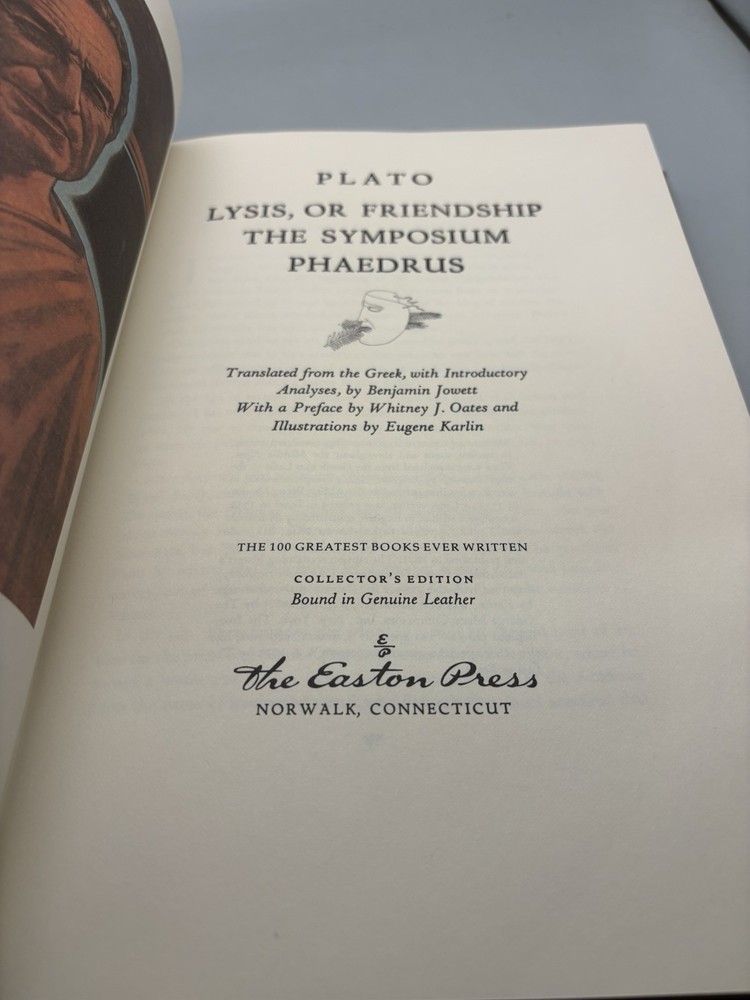 PLATO
LYSIS, OR FRIENDSHIP
THE SYMPOSIUM
PHAEDRUS
Translated from the Greek, with Introductory
Analyses, by Benjamin Jowett
With a Preface by Whitney J. Oates and
Illustrations by Eugene Karlin
THE 100 GREATEST BOOKS EVER WRITTEN
COLLECTOR'S EDITION
Bound in Genuine Leather
E
P
The Easton Press
NORWALK, CONNECTICUT